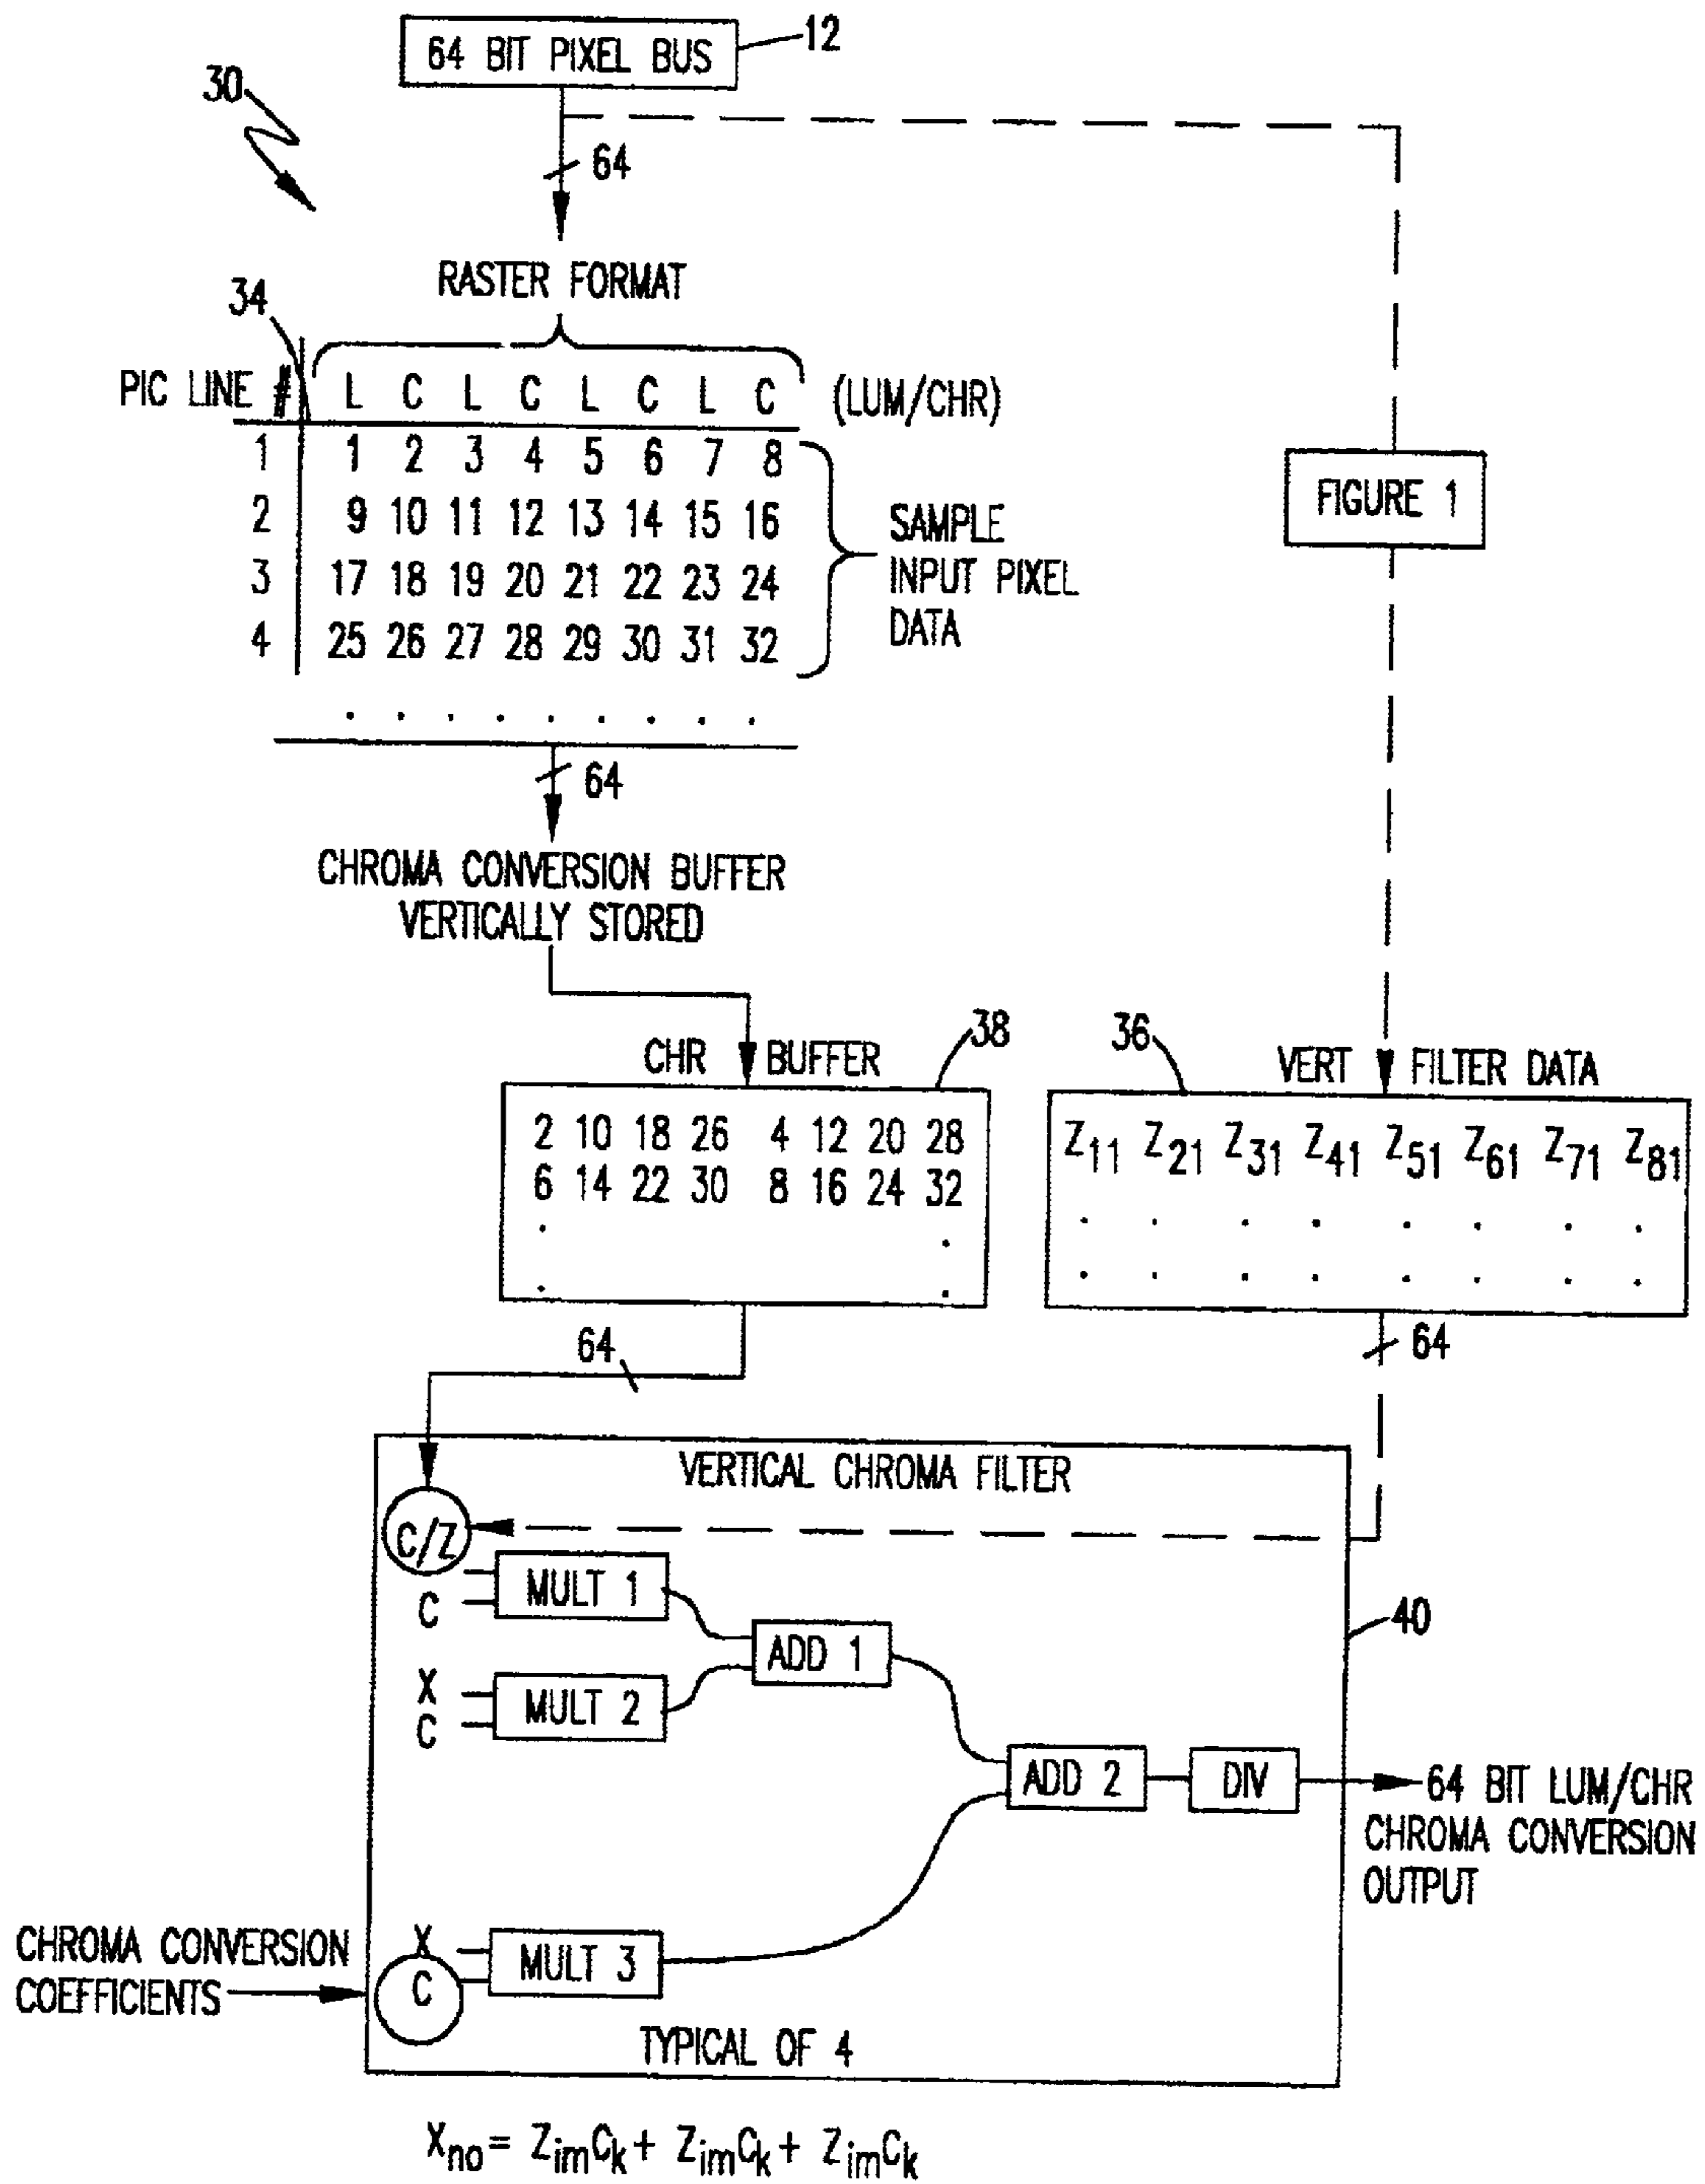 64 BIT PIXEL BUS
12
30
64
RASTER FORMAT
34
PIC LINE # L C L C L C L C (LUM/CHR)
1 1 2 3 4 5 6 7 8
2 9 10 11 12 13 14 15 16
3 17 18 19 20 21 22 23 24
4 25 26 27 28 29 30 31 32
SAMPLE
INPUT PIXEL
DATA
FIGURE 1
64
CHROMA CONVERSION BUFFER
VERTICALLY STORED
CHR BUFFER
38
2 10 18 26 4 12 20 28
6 14 22 30 8 16 24 32
36
VERT FILTER DATA
Z11 Z21 Z31 Z41 Z51 Z61 Z71 Z81
64
64
VERTICAL CHROMA FILTER
C/Z
C
MULT 1
X
C
MULT 2
ADD 1
40
ADD 2
DIV
64 BIT LUM/CHR
CHROMA CONVERSION
OUTPUT
CHROMA CONVERSION
COEFFICIENTS
X
C
MULT 3
TYPICAL OF 4
Xno = ZimCk + ZimCk + ZimCk